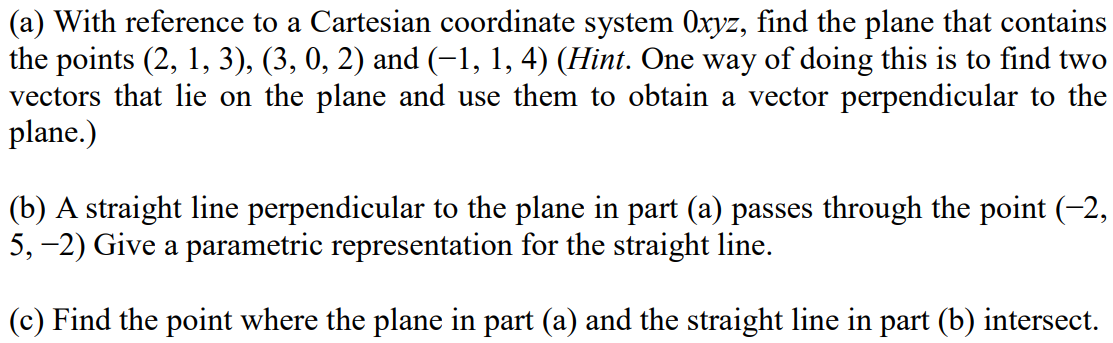 (a) With reference to a Cartesian coordinate system 0xyz, find the plane that contains
the points (2, 1, 3), (3, 0, 2) and (−1, 1, 4) (Hint. One way of doing this is to find two
vectors that lie on the plane and use them to obtain a vector perpendicular to the
plane.)
(b) A straight line perpendicular to the plane in part (a) passes through the point (−2,
5, −2) Give a parametric representation for the straight line.
(c) Find the point where the plane in part (a) and the straight line in part (b) intersect.